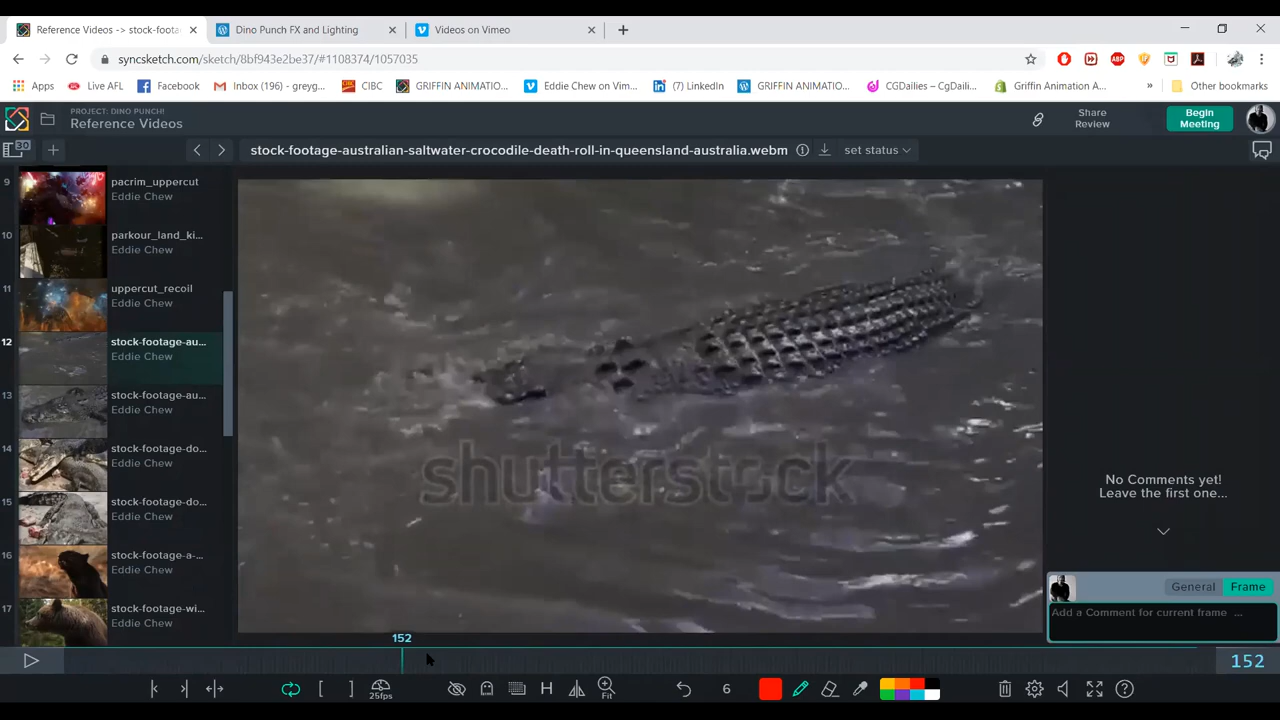 Reference Videos -> stock-foota
Dino Punch FX and Lighting
Videos on Vimeo
syncsketch.com/sketch/8bf943e2be37/#1108374/1057035
Apps
Live AFL
Facebook
Inbox (196) - greyg...
CIBC
GRIFFIN ANIMATIO...
Eddie Chew on Vim...
(7) LinkedIn
GRIFFIN ANIMATIO...
CGDailies – CgDaili...
Griffin Animation A...
»
Other bookmarks
PROJECT: DINO PUNCH!
Reference Videos
Share
Review
Begin
Meeting
30
stock-footage-australian-saltwater-crocodile-death-roll-in-queensland-australia.webm
set status
9
pacrim_uppercut
Eddie Chew
10
parkour_land_ki...
Eddie Chew
11
uppercut_recoil
Eddie Chew
12
stock-footage-au...
Eddie Chew
13
stock-footage-au...
Eddie Chew
14
stock-footage-do...
Eddie Chew
15
stock-footage-do...
Eddie Chew
16
stock-footage-a-...
Eddie Chew
17
stock-footage-wi...
Eddie Chew
shutterstock
No Comments yet!
Leave the first one...
General
Frame
Add a Comment for current frame ...
152
152
25fps
H
Fit
6